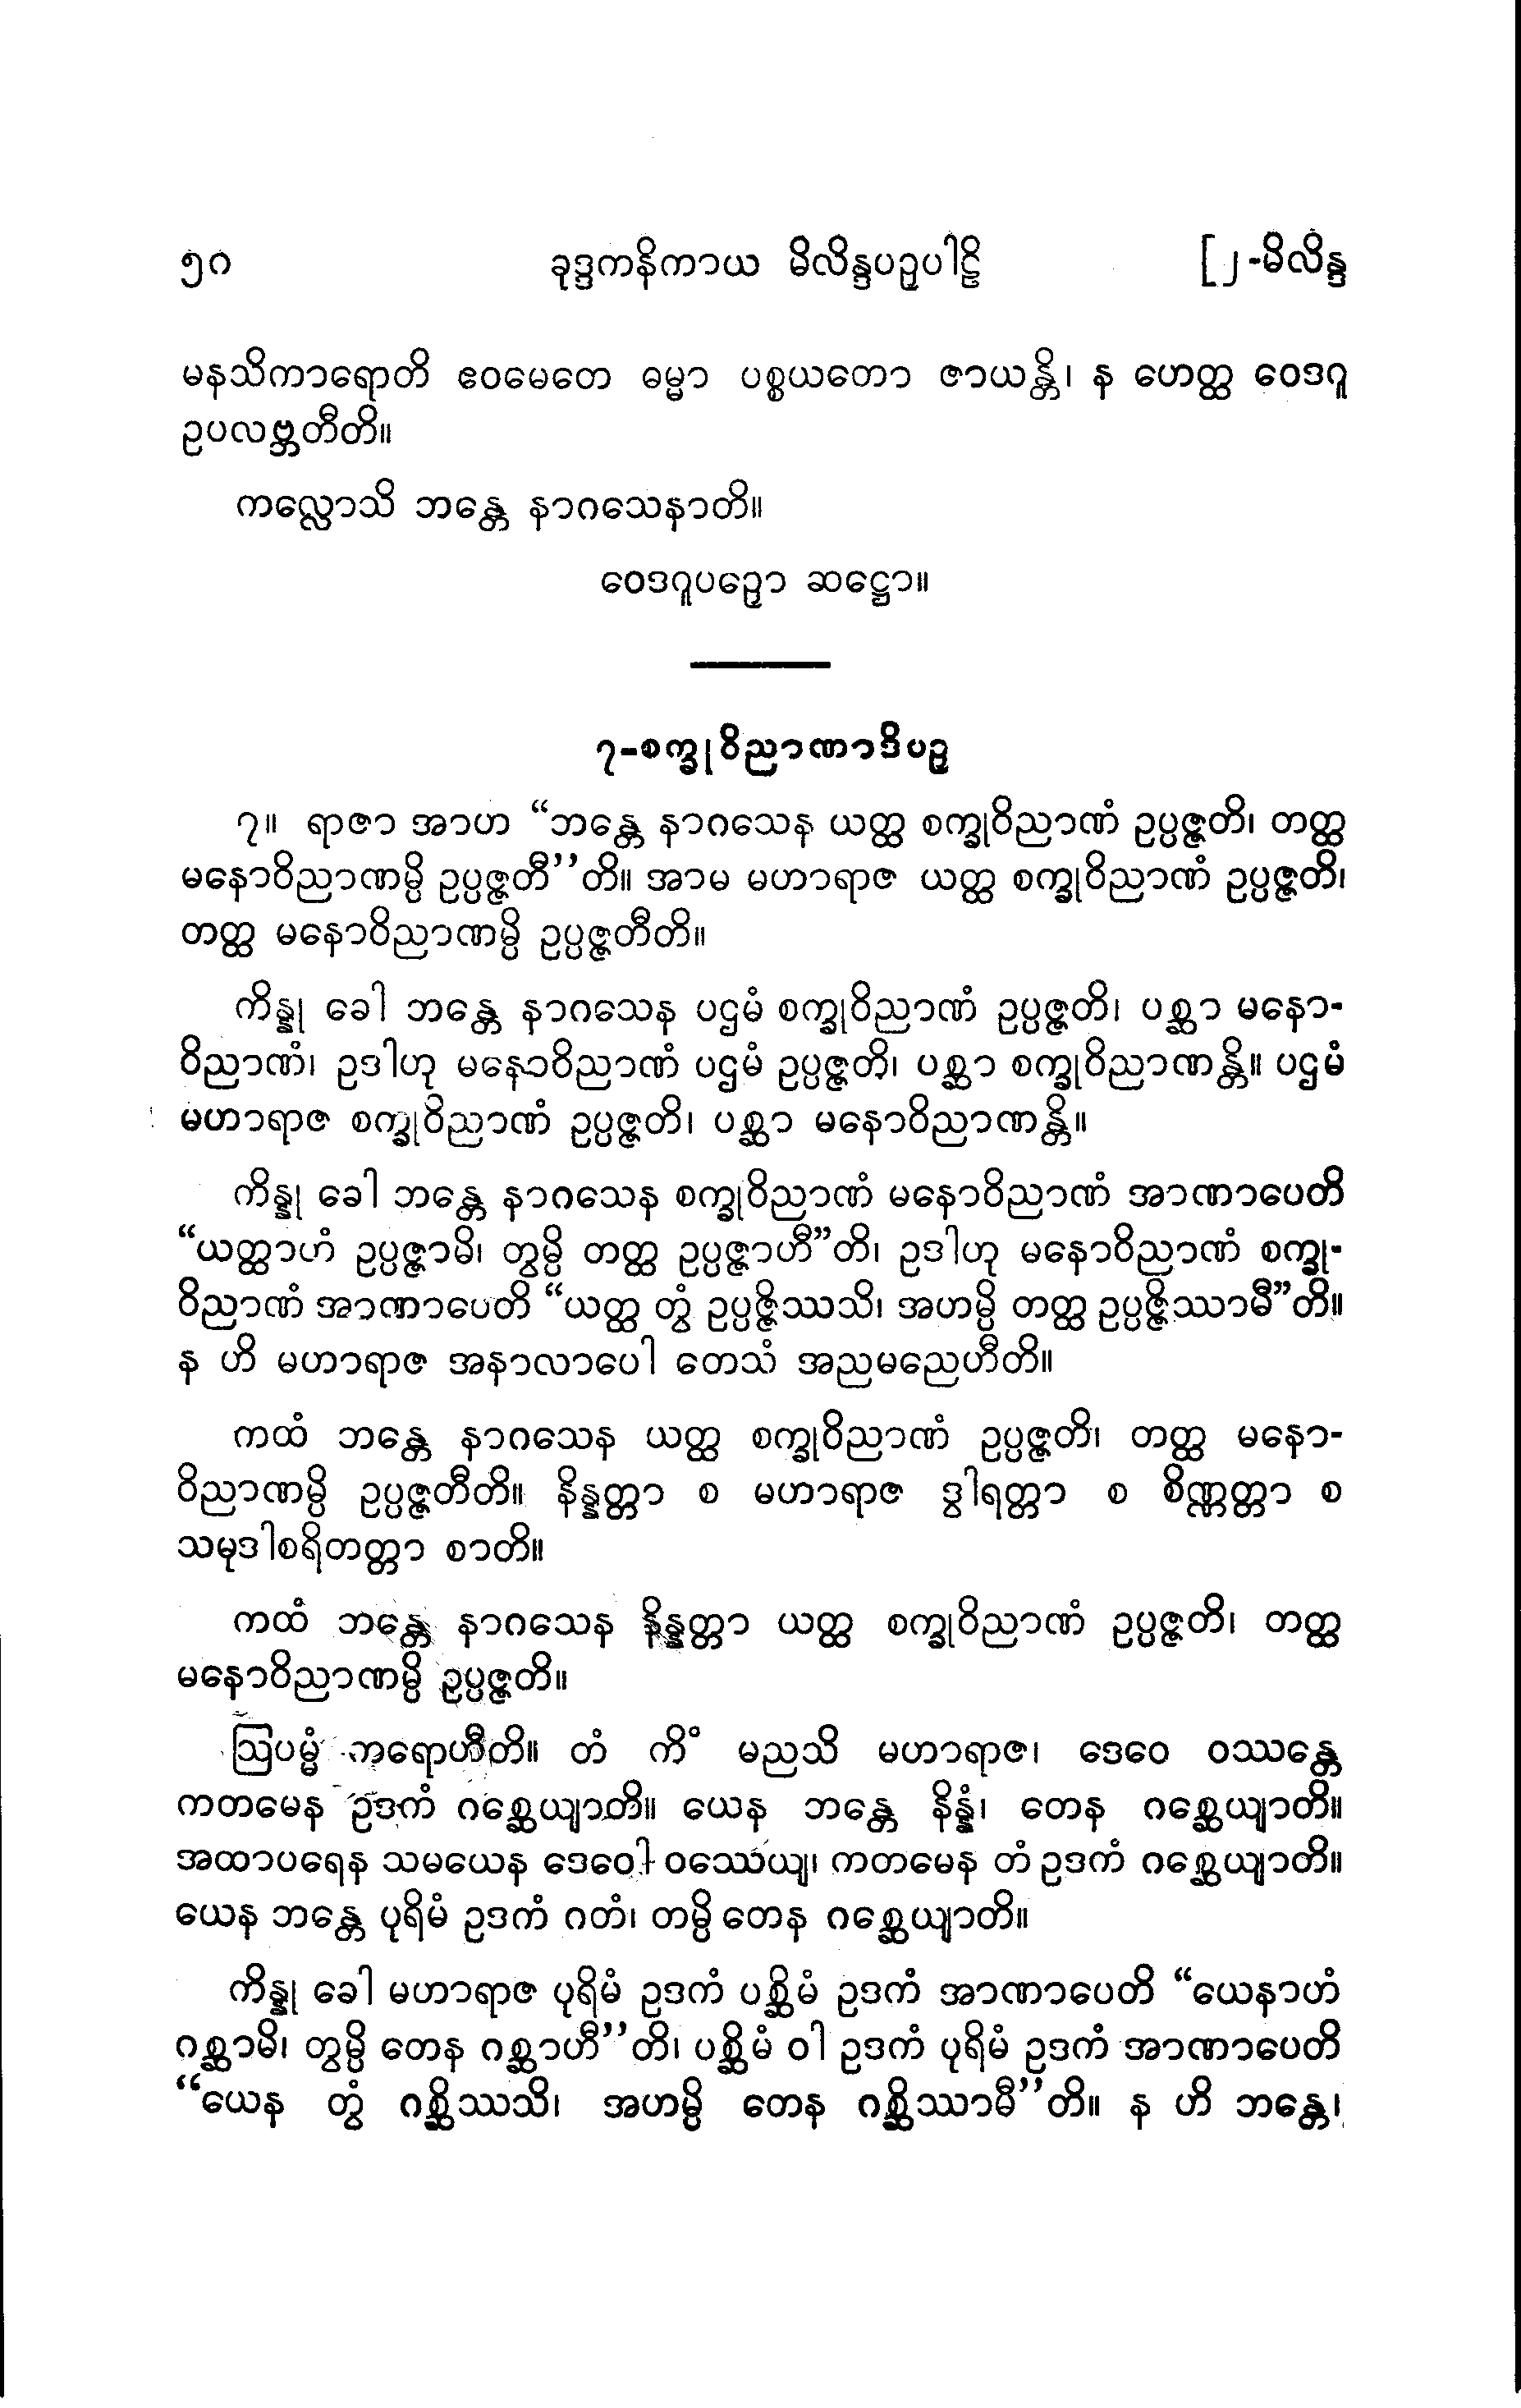 ၅၀ ခုဒ္ဒကနိကာယ မိလိန္ဒပဉှပါဠိ [၂-မိလိန္ဒ
မနသိကာရောတိ ဧဝမေတေ ဓမ္မာ ပစ္စယတော ဇာယန္တိ၊ န ဟေတ္ထ ဝေဒဂူ
ဥပလဗ္ဘတီတိ။
ကလ္လောသိ ဘန္တေ နာဂသေနာတိ။
ဝေဒဂူပဉှော ဆဋ္ဌော။
၇-စက္ခုဝိညာဏာဒိပဉှ
၇။ ရာဇာ အာဟ “ဘန္တေ နာဂသေန ယတ္ထ စက္ခုဝိညာဏံ ဥပ္ပဇ္ဇတိ၊ တတ္ထ
မနောဝိညာဏမ္ပိ ဥပ္ပဇ္ဇတီ’’တိ။ အာမ မဟာရာဇ ယတ္ထ စက္ခုဝိညာဏံ ဥပ္ပဇ္ဇတိ၊
တတ္ထ မနောဝိညာဏမ္ပိ ဥပ္ပဇ္ဇတီတိ။
ကိန္နု ခေါ ဘန္တေ နာဂသေန ပဌမံ စက္ခုဝိညာဏံ ဥပ္ပဇ္ဇတိ၊ ပစ္ဆာ မနော-
ဝိညာဏံ၊ ဥဒါဟု မနောဝိညာဏံ ပဌမံ ဥပ္ပဇ္ဇတိ၊ ပစ္ဆာ စက္ခုဝိညာဏန္တိ။ ပဌမံ
မဟာရာဇ စက္ခုဝိညာဏံ ဥပ္ပဇ္ဇတိ၊ ပစ္ဆာ မနောဝိညာဏန္တိ။
ကိန္နု ခေါ ဘန္တေ နာဂသေန စက္ခုဝိညာဏံ မနောဝိညာဏံ အာဏာပေတိ
“ယတ္ထာဟံ ဥပ္ပဇ္ဇာမိ၊ တွမ္ပိ တတ္ထ ဥပ္ပဇ္ဇာဟီ”တိ၊ ဥဒါဟု မနောဝိညာဏံ စက္ခု-
ဝိညာဏံ အာဏာပေတိ “ယတ္ထ တွံ ဥပ္ပဇ္ဇိဿသိ၊ အဟမ္ပိ တတ္ထ ဥပ္ပဇ္ဇိဿာမီ”တိ။
န ဟိ မဟာရာဇ အနာလာပေါ တေသံ အညမညေဟီတိ။
ကထံ ဘန္တေ နာဂသေန ယတ္ထ စက္ခုဝိညာဏံ ဥပ္ပဇ္ဇတိ၊ တတ္ထ မနော-
ဝိညာဏမ္ပိ ဥပ္ပဇ္ဇတီတိ။ နိန္နတ္တာ စ မဟာရာဇ ဒွါရတ္တာ စ စိဏ္ဏတ္တာ စ
သမုဒါစရိတတ္တာ စာတိ။
ကထံ ဘန္တေ နာဂသေန နိန္နတ္တာ ယတ္ထ စက္ခုဝိညာဏံ ဥပ္ပဇ္ဇတိ၊ တတ္ထ
မနောဝိညာဏမ္ပိ ဥပ္ပဇ္ဇတိ။
ဩပမ္မံ ကရောဟီတိ။ တံ ကိံ မညသိ မဟာရာဇ၊ ဒေဝေ ဝဿန္တေ
ကတမေန ဥဒကံ ဂစ္ဆေယျာတိ။ ယေန ဘန္တေ နိန္နံ၊ တေန ဂစ္ဆေယျာတိ။
အထာပရေန သမယေန ဒေဝေါ ဝဿေယျ၊ ကတမေန တံ ဥဒကံ ဂစ္ဆေယျာတိ။
ယေန ဘန္တေ ပုရိမံ ဥဒကံ ဂတံ၊ တမ္ပိ တေန ဂစ္ဆေယျာတိ။
ကိန္နု ခေါ မဟာရာဇ ပုရိမံ ဥဒကံ ပစ္ဆိမံ ဥဒကံ အာဏာပေတိ “ယေနာဟံ
ဂစ္ဆာမိ၊ တွမ္ပိ တေန ဂစ္ဆာဟီ’’တိ၊ ပစ္ဆိမံ ဝါ ဥဒကံ ပုရိမံ ဥဒကံ အာဏာပေတိ
“ယေန တွံ ဂစ္ဆိဿသိ၊ အဟမ္ပိ တေန ဂစ္ဆိဿာမီ’’တိ။ န ဟိ ဘန္တေ၊